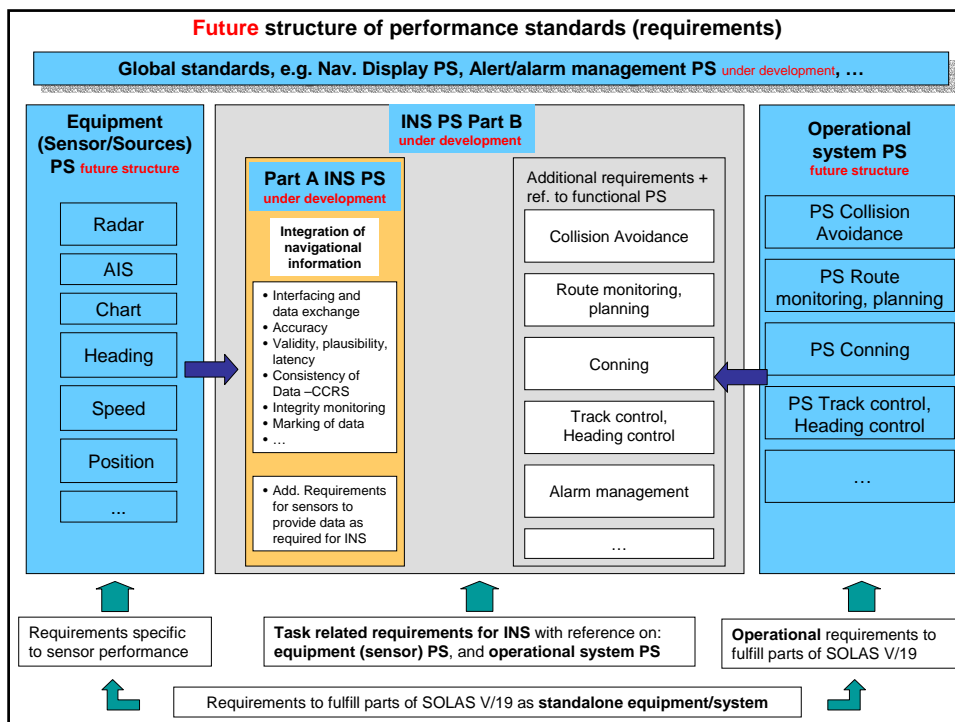 Future structure of performance standards (requirements)
Global standards, e.g. Nav. Display PS, Alert/alarm management PS under development, …
Equipment
(Sensor/Sources)
PS future structure
Radar
AIS
Chart
Heading
Speed
Position
...
INS PS Part B
under development
Part A INS PS
under development
Integration of
navigational
information
• Interfacing and
data exchange
• Accuracy
• Validity, plausibility,
latency
• Consistency of
Data –CCRS
• Integrity monitoring
• Marking of data
• …
• Add. Requirements
for sensors to
provide data as
required for INS
Additional requirements +
ref. to functional PS
Collision Avoidance
Route monitoring,
planning
Conning
Track control,
Heading control
Alarm management
…
Operational
system PS
future structure
PS Collision
Avoidance
PS Route
monitoring, planning
PS Conning
PS Track control,
Heading control
…
Requirements specific
to sensor performance
Task related requirements for INS with reference on:
equipment (sensor) PS, and operational system PS
Operational requirements to
fulfill parts of SOLAS V/19
Requirements to fulfill parts of SOLAS V/19 as standalone equipment/system